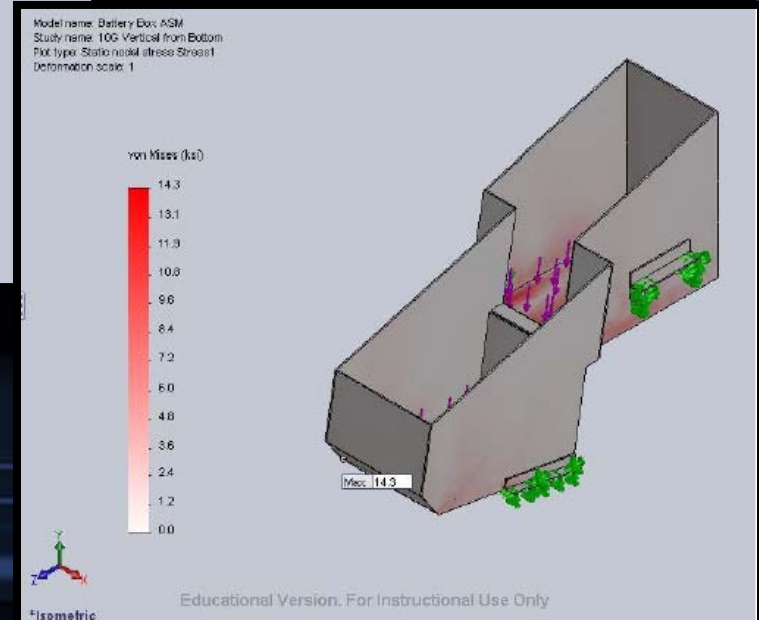 Model name: Battery Box ASM
Study name: 10G Vertical from Bottom
Plot type: Static nodal stress Stress1
Deformation scale: 1
von Mises (ksi)
14.3
13.1
11.9
10.8
9.6
8.4
7.2
6.0
4.8
3.6
2.4
1.2
0.0
Max: 14.3
Y
Z
X
*Isometric
Educational Version. For Instructional Use Only